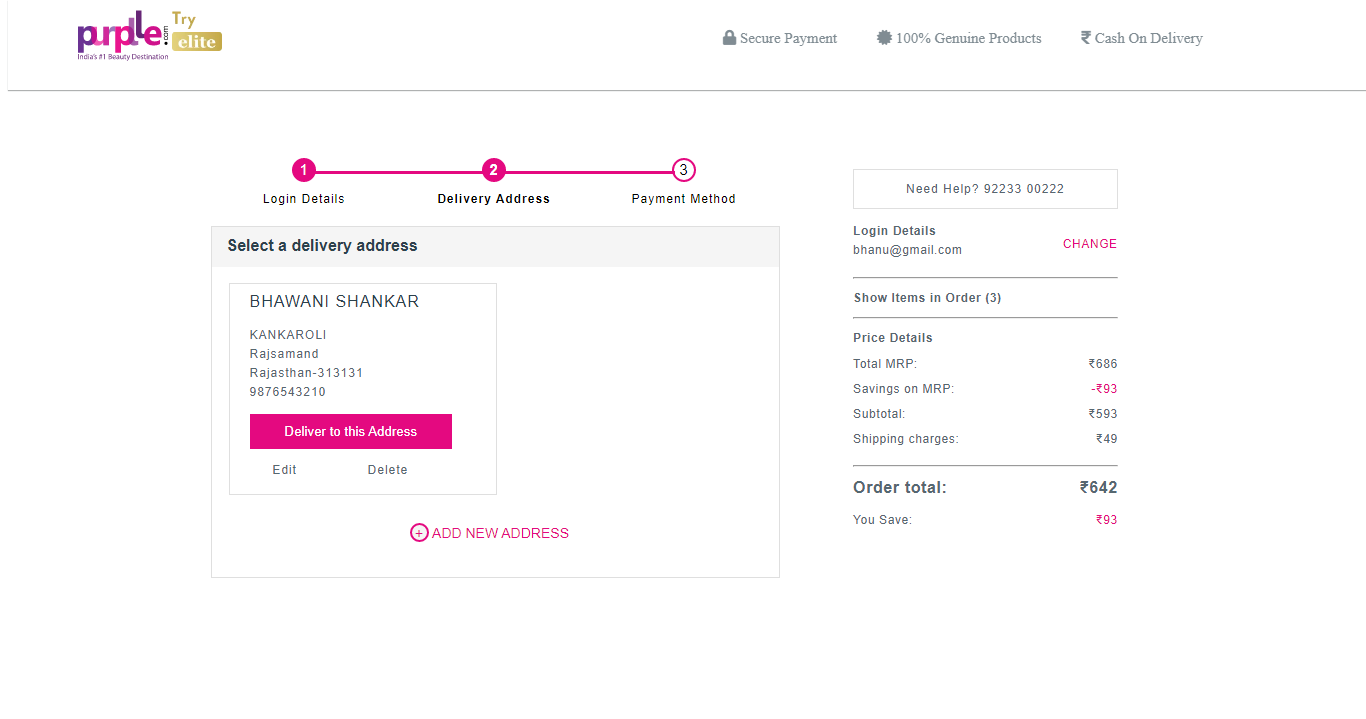 purplle.com Try elite
India's #1 Beauty Destination
Secure Payment
100% Genuine Products
₹ Cash On Delivery
1 2 3
Login Details Delivery Address Payment Method
Select a delivery address
BHAWANI SHANKAR
KANKAROLI
Rajsamand
Rajasthan-313131
9876543210
Deliver to this Address
Edit Delete
+ ADD NEW ADDRESS
Need Help? 92233 00222
Login Details
bhanu@gmail.com CHANGE
Show Items in Order (3)
Price Details
Total MRP: ₹686
Savings on MRP: -₹93
Subtotal: ₹593
Shipping charges: ₹49
Order total: ₹642
You Save: ₹93